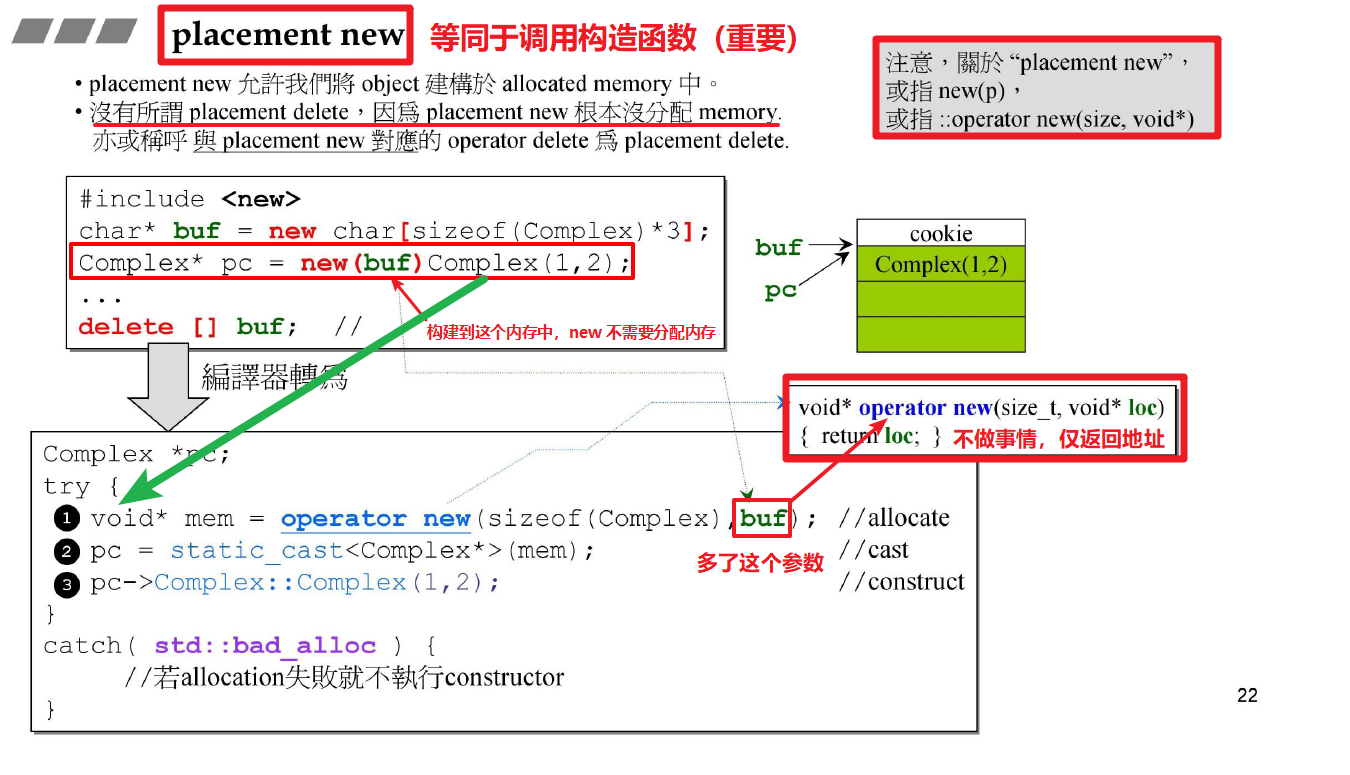 placement new 等同于调用构造函数（重要）
• placement new 允許我們將 object 建構於 allocated memory 中。
• 沒有所謂 placement delete，因爲 placement new 根本沒分配 memory.
亦或稱呼 與 placement new 對應的 operator delete 爲 placement delete.
注意，關於 “placement new”，
或指 new(p)，
或指 ::operator new(size, void*)
#include <new>
char* buf = new char[sizeof(Complex)*3];
Complex* pc = new(buf)Complex(1,2);
...
delete [] buf; //
构建到这个内存中，new 不需要分配内存
buf
pc
cookie
Complex(1,2)
編譯器轉爲
void* operator new(size_t, void* loc)
{ return loc; } 不做事情，仅返回地址
Complex *pc;
try {
1 void* mem = operator new(sizeof(Complex),buf); //allocate
2 pc = static_cast<Complex*>(mem); //cast
多了这个参数
3 pc->Complex::Complex(1,2); //construct
}
catch( std::bad_alloc ) {
//若allocation失敗就不執行constructor
}
22